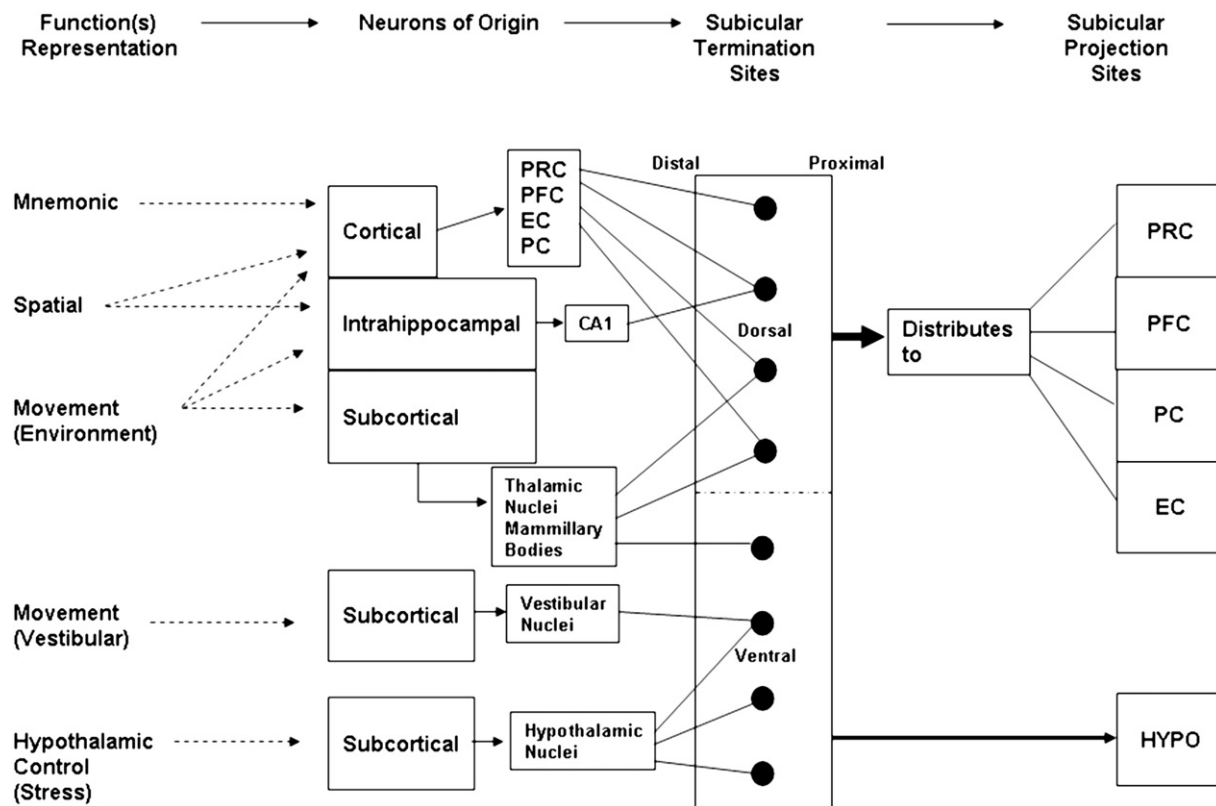 Function(s)
Representation
Neurons of Origin
Subicular
Termination
Sites
Subicular
Projection
Sites
Mnemonic
Spatial
Movement
(Environment)
Movement
(Vestibular)
Hypothalamic
Control
(Stress)
Cortical
Intrahippocampal
Subcortical
Subcortical
Subcortical
PRC
PFC
EC
PC
CA1
Thalamic
Nuclei
Mammillary
Bodies
Vestibular
Nuclei
Hypothalamic
Nuclei
Distal
Proximal
Dorsal
Ventral
Distributes
to
PRC
PFC
PC
EC
HYPO